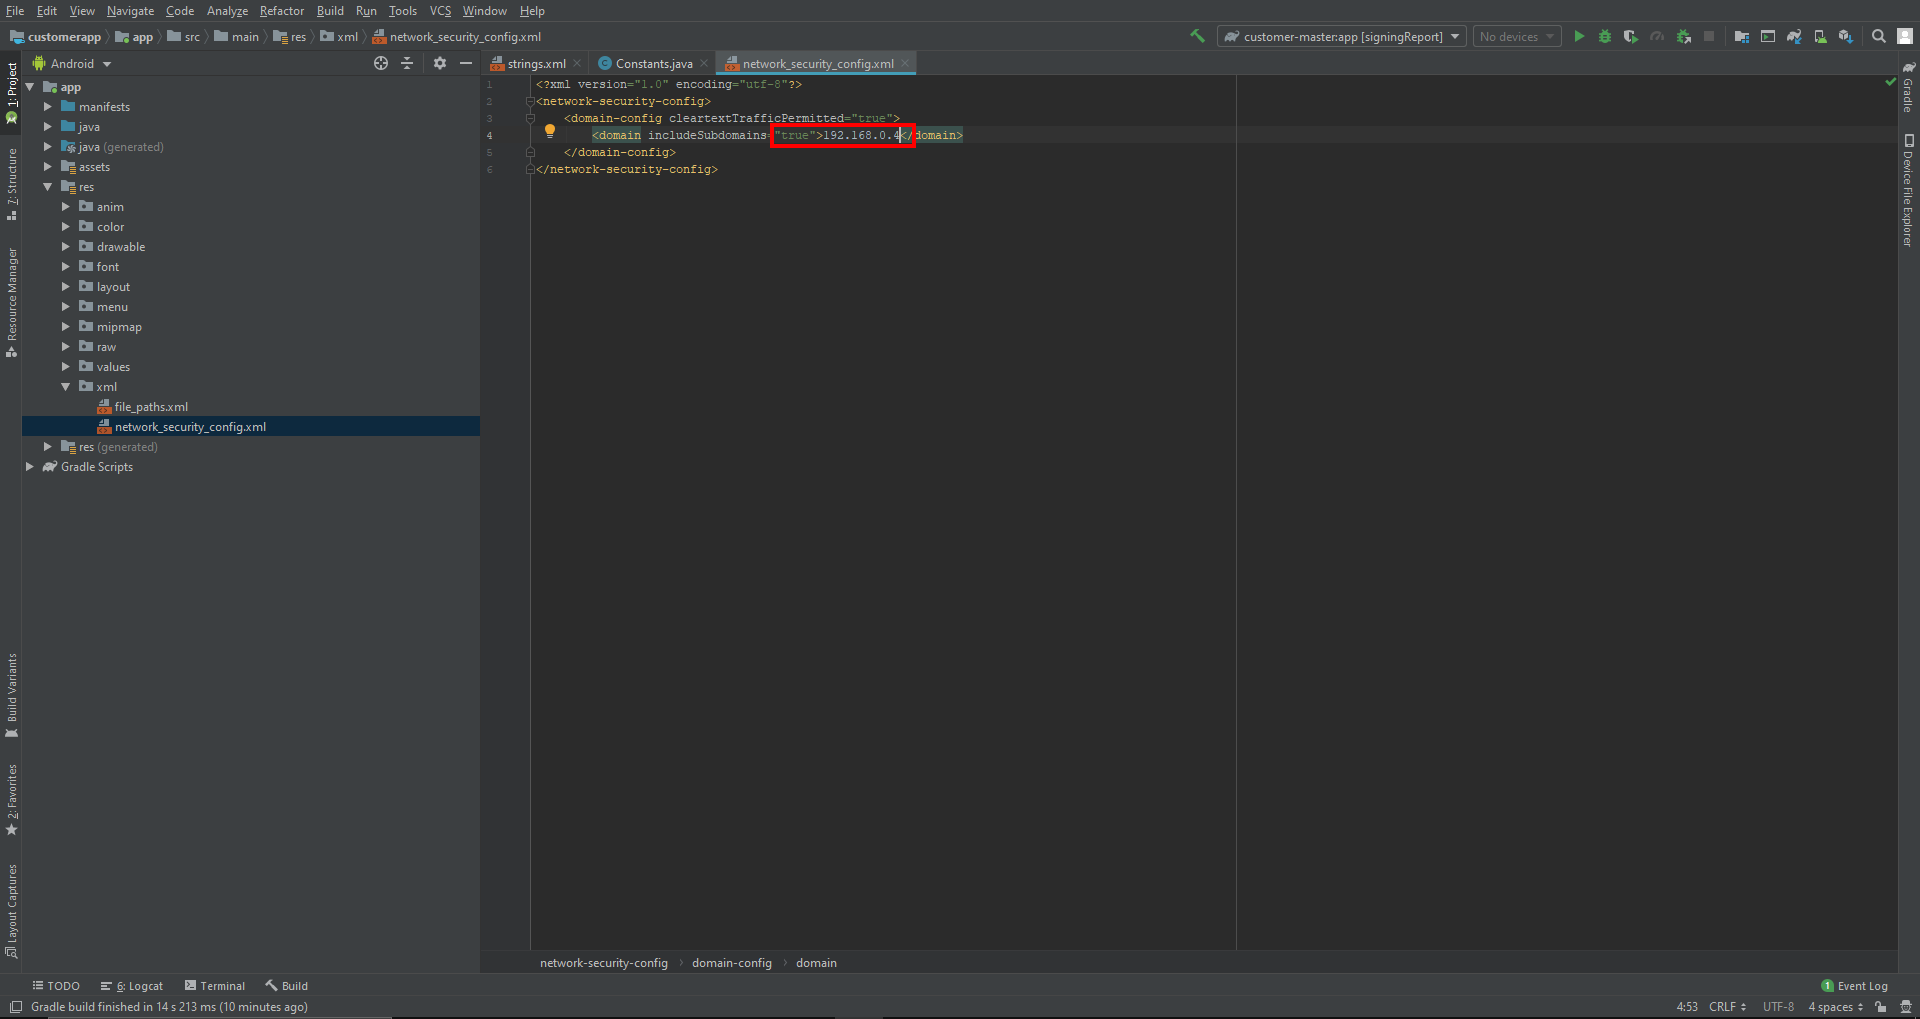 File Edit View Navigate Code Analyze Refactor Build Run Tools VCS Window Help
customerapp app src main res xml network_security_config.xml customer-master:app [signingReport] No devices
Android strings.xml Constants.java network_security_config.xml
1: Project
7: Structure
Resource Manager
Build Variants
2: Favorites
Layout Captures
app
manifests
java
java (generated)
assets
res
anim
color
drawable
font
layout
menu
mipmap
raw
values
xml
file_paths.xml
network_security_config.xml
res (generated)
Gradle Scripts
1 <?xml version="1.0" encoding="utf-8"?>
2 <network-security-config>
3 <domain-config cleartextTrafficPermitted="true">
4 <domain includeSubdomains="true">192.168.0.4</domain>
5 </domain-config>
6 </network-security-config>
Gradle
Device File Explorer
network-security-config domain-config domain
TODO 6: Logcat Terminal Build 1 Event Log
Gradle build finished in 14 s 213 ms (10 minutes ago) 4:53 CRLF UTF-8 4 spaces